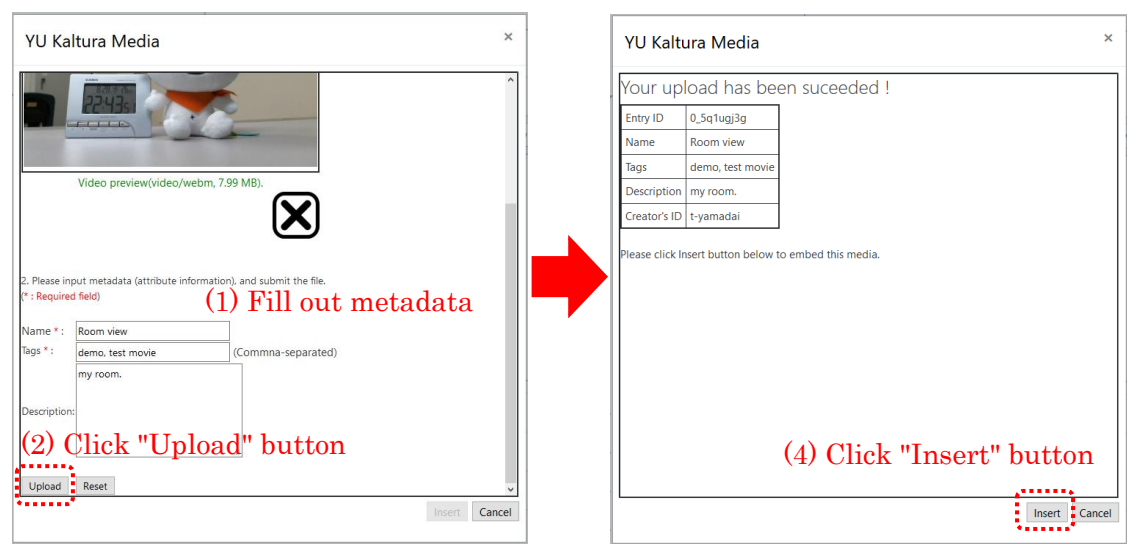 YU Kaltura Media
×
22:43
Video preview(video/webm, 7.99 MB).
2. Please input metadata (attribute information), and submit the file.
(* : Required field)
(1) Fill out metadata
Name * : Room view
Tags * : demo, test movie (Commna-separated)
my room.
Description:
(2) Click "Upload" button
Upload Reset
Insert Cancel
YU Kaltura Media
×
Your upload has been suceeded !
Entry ID 0_5q1ugj3g
Name Room view
Tags demo, test movie
Description my room.
Creator's ID t-yamadai
Please click Insert button below to embed this media.
(4) Click "Insert" button
Insert Cancel